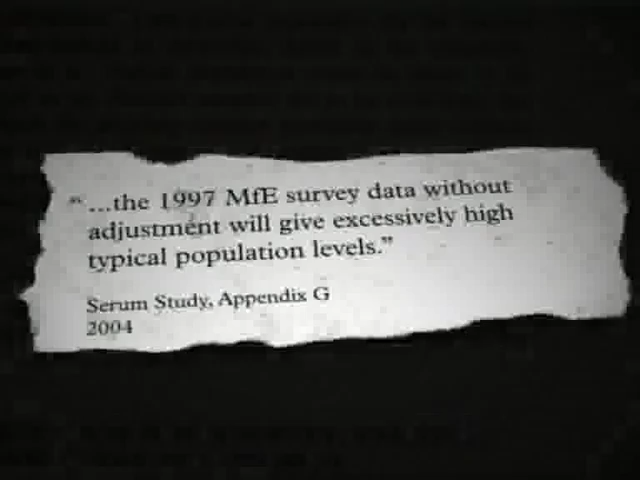 "...the 1997 MfE survey data without
adjustment will give excessively high
typical population levels."
Serum Study, Appendix G
2004